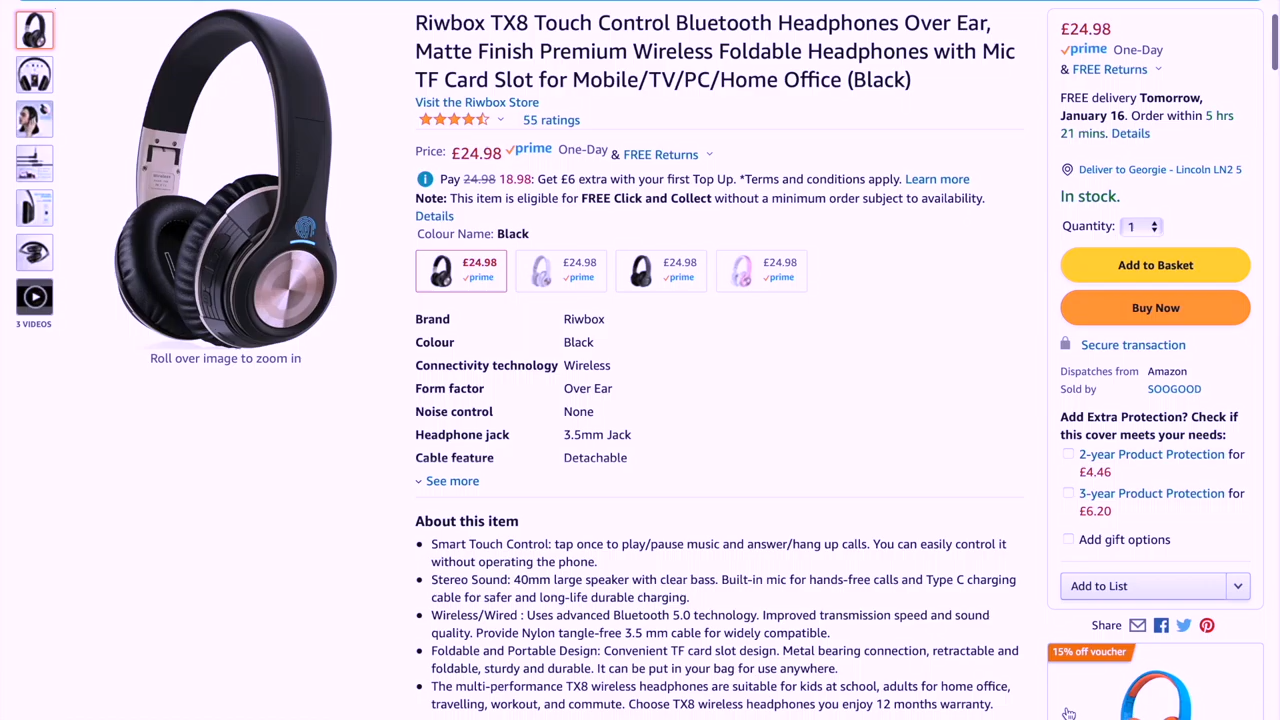 Riwbox TX8 Touch Control Bluetooth Headphones Over Ear,
Matte Finish Premium Wireless Foldable Headphones with Mic
TF Card Slot for Mobile/TV/PC/Home Office (Black)
Visit the Riwbox Store
55 ratings
Price: £24.98 prime One-Day & FREE Returns
Pay 24.98 18.98: Get £6 extra with your first Top Up. *Terms and conditions apply. Learn more
Note: This item is eligible for FREE Click and Collect without a minimum order subject to availability.
Details
Colour Name: Black
£24.98 £24.98 £24.98 £24.98
prime prime prime prime
Brand Riwbox
Colour Black
Connectivity technology Wireless
Form factor Over Ear
Noise control None
Headphone jack 3.5mm Jack
Cable feature Detachable
See more
About this item
• Smart Touch Control: tap once to play/pause music and answer/hang up calls. You can easily control it
without operating the phone.
• Stereo Sound: 40mm large speaker with clear bass. Built-in mic for hands-free calls and Type C charging
cable for safer and long-life durable charging.
• Wireless/Wired : Uses advanced Bluetooth 5.0 technology. Improved transmission speed and sound
quality. Provide Nylon tangle-free 3.5 mm cable for widely compatible.
• Foldable and Portable Design: Convenient TF card slot design. Metal bearing connection, retractable and
foldable, sturdy and durable. It can be put in your bag for use anywhere.
• The multi-performance TX8 wireless headphones are suitable for kids at school, adults for home office,
travelling, workout, and commute. Choose TX8 wireless headphones you enjoy 12 months warranty.
3 VIDEOS
Roll over image to zoom in
£24.98
prime One-Day
& FREE Returns
FREE delivery Tomorrow,
January 16. Order within 5 hrs
21 mins. Details
Deliver to Georgie - Lincoln LN2 5
In stock.
Quantity: 1
Add to Basket
Buy Now
Secure transaction
Dispatches from Amazon
Sold by SOOGOOD
Add Extra Protection? Check if
this cover meets your needs:
2-year Product Protection for
£4.46
3-year Product Protection for
£6.20
Add gift options
Add to List
Share
15% off voucher